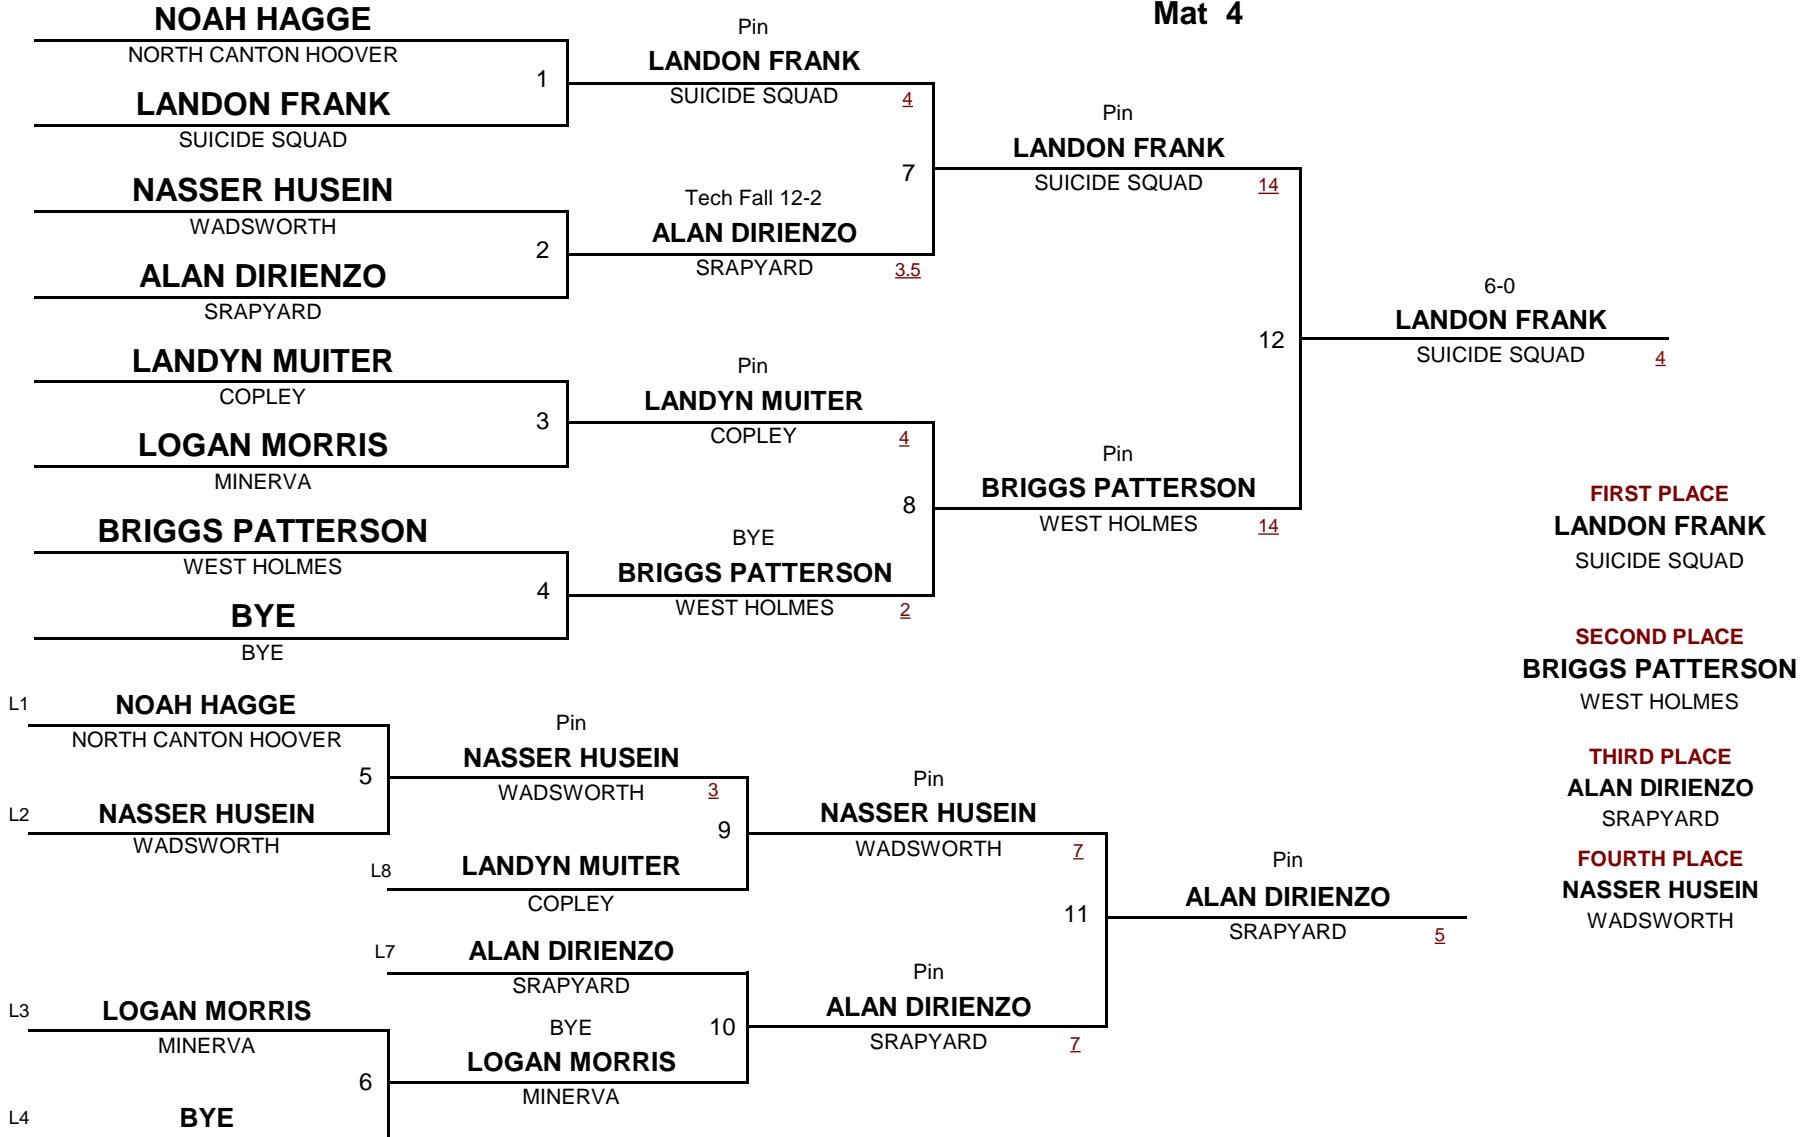 Mat 4
NOAH HAGGE
NORTH CANTON HOOVER
1
LANDON FRANK
SUICIDE SQUAD
NASSER HUSEIN
WADSWORTH
2
ALAN DIRIENZO
SRAPYARD
LANDYN MUITER
COPLEY
3
LOGAN MORRIS
MINERVA
BRIGGS PATTERSON
WEST HOLMES
4
BYE
BYE
Pin
LANDON FRANK
SUICIDE SQUAD 4
7
Tech Fall 12-2
ALAN DIRIENZO
SRAPYARD 3.5
Pin
LANDYN MUITER
COPLEY 4
8
BYE
BRIGGS PATTERSON
WEST HOLMES 2
Pin
LANDON FRANK
SUICIDE SQUAD 14
12
Pin
BRIGGS PATTERSON
WEST HOLMES 14
6-0
LANDON FRANK
SUICIDE SQUAD 4
FIRST PLACE
LANDON FRANK
SUICIDE SQUAD
SECOND PLACE
BRIGGS PATTERSON
WEST HOLMES
THIRD PLACE
ALAN DIRIENZO
SRAPYARD
FOURTH PLACE
NASSER HUSEIN
WADSWORTH
L1 NOAH HAGGE
NORTH CANTON HOOVER
5
L2 NASSER HUSEIN
WADSWORTH
L3 LOGAN MORRIS
MINERVA
6
L4 BYE
Pin
NASSER HUSEIN
WADSWORTH 3
9
L8 LANDYN MUITER
COPLEY
L7 ALAN DIRIENZO
SRAPYARD
BYE 10
LOGAN MORRIS
MINERVA
Pin
NASSER HUSEIN
WADSWORTH 7
11
Pin
ALAN DIRIENZO
SRAPYARD 7
Pin
ALAN DIRIENZO
SRAPYARD 5